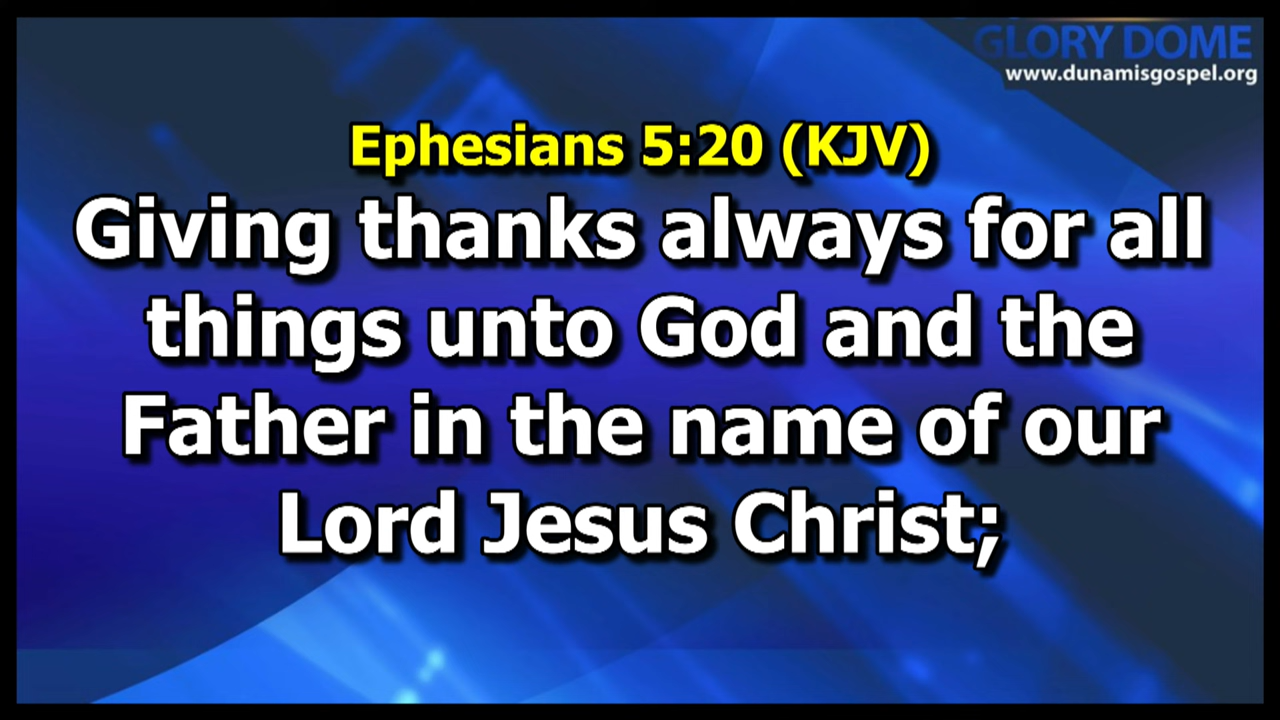 GLORY DOME
www.dunamisgospel.org
Ephesians 5:20 (KJV)
Giving thanks always for all
things unto God and the
Father in the name of our
Lord Jesus Christ;